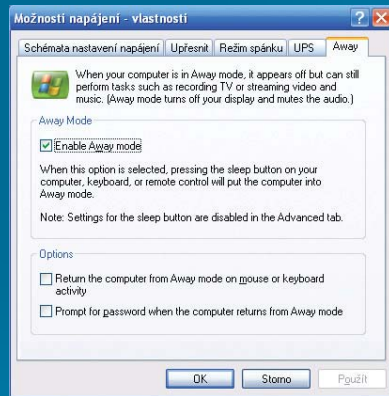 Možnosti napájení - vlastnosti
Schémata nastavení napájení Upřesnit Režim spánku UPS Away
When your computer is in Away mode, it appears off but can still
perform tasks such as recording TV or streaming video and
music. (Away mode turns off your display and mutes the audio.)
Away Mode
Enable Away mode
When this option is selected, pressing the sleep button on your
computer, keyboard, or remote control will put the computer into
Away mode.
Note: Settings for the sleep button are disabled in the Advanced tab.
Options
Return the computer from Away mode on mouse or keyboard
activity
Prompt for password when the computer returns from Away mode
OK Storno Použít